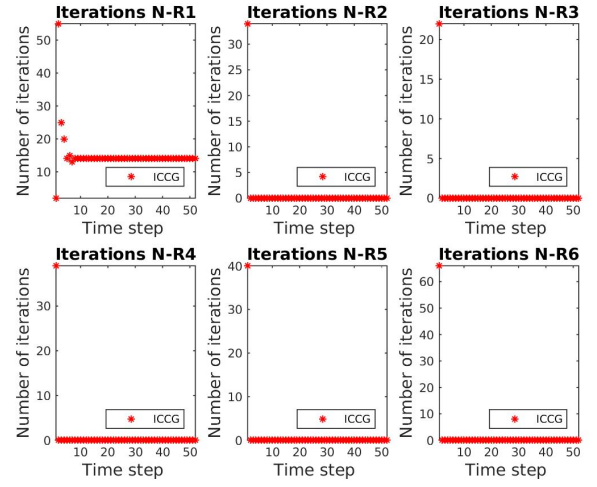 Iterations N-R1
Number of iterations
50
40
30
20
10
ICCG
10 20 30 40 50
Time step
Iterations N-R2
Number of iterations
30
25
20
15
10
5
0
ICCG
10 20 30 40 50
Time step
Iterations N-R3
Number of iterations
20
15
10
5
0
ICCG
10 20 30 40 50
Time step
Iterations N-R4
Number of iterations
30
20
10
0
ICCG
10 20 30 40 50
Time step
Iterations N-R5
Number of iterations
40
30
20
10
0
ICCG
10 20 30 40 50
Time step
Iterations N-R6
Number of iterations
60
50
40
30
20
10
0
ICCG
10 20 30 40 50
Time step